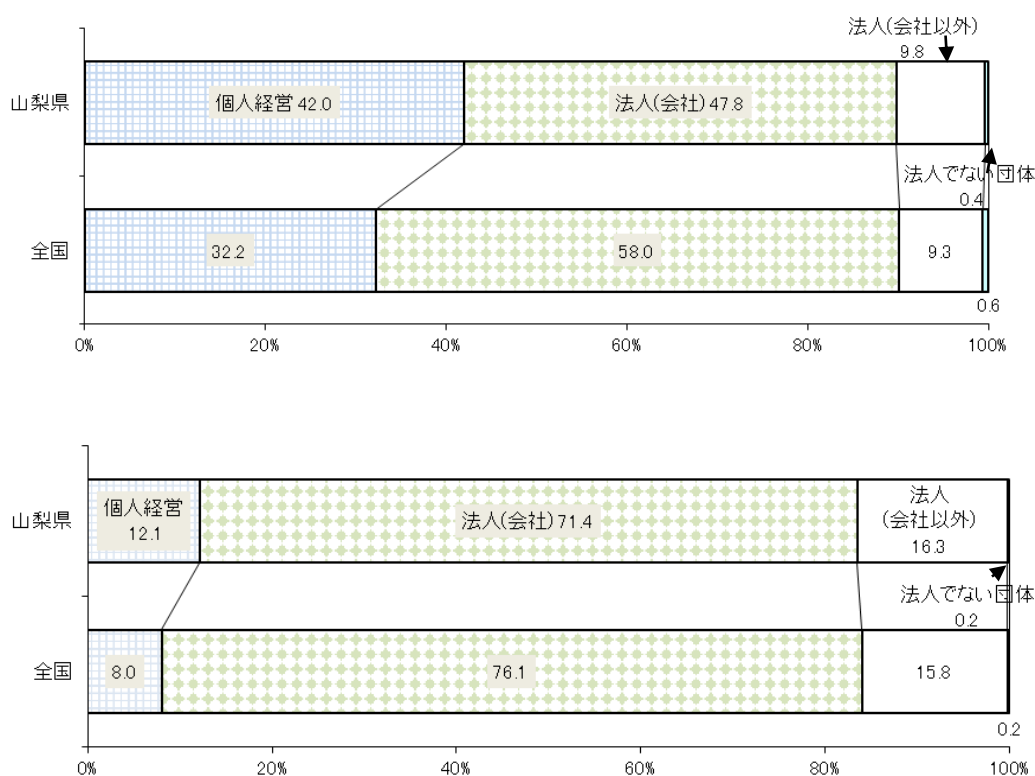 法人(会社以外)
9.8
山梨県
個人経営 42.0
法人(会社) 47.8
法人でない団体
0.4
全国
32.2
58.0
9.3
0.6
0% 20% 40% 60% 80% 100%
山梨県
個人経営
12.1
法人(会社) 71.4
法人
(会社以外)
16.3
法人でない団体
0.2
全国
8.0
76.1
15.8
0.2
0% 20% 40% 60% 80% 100%